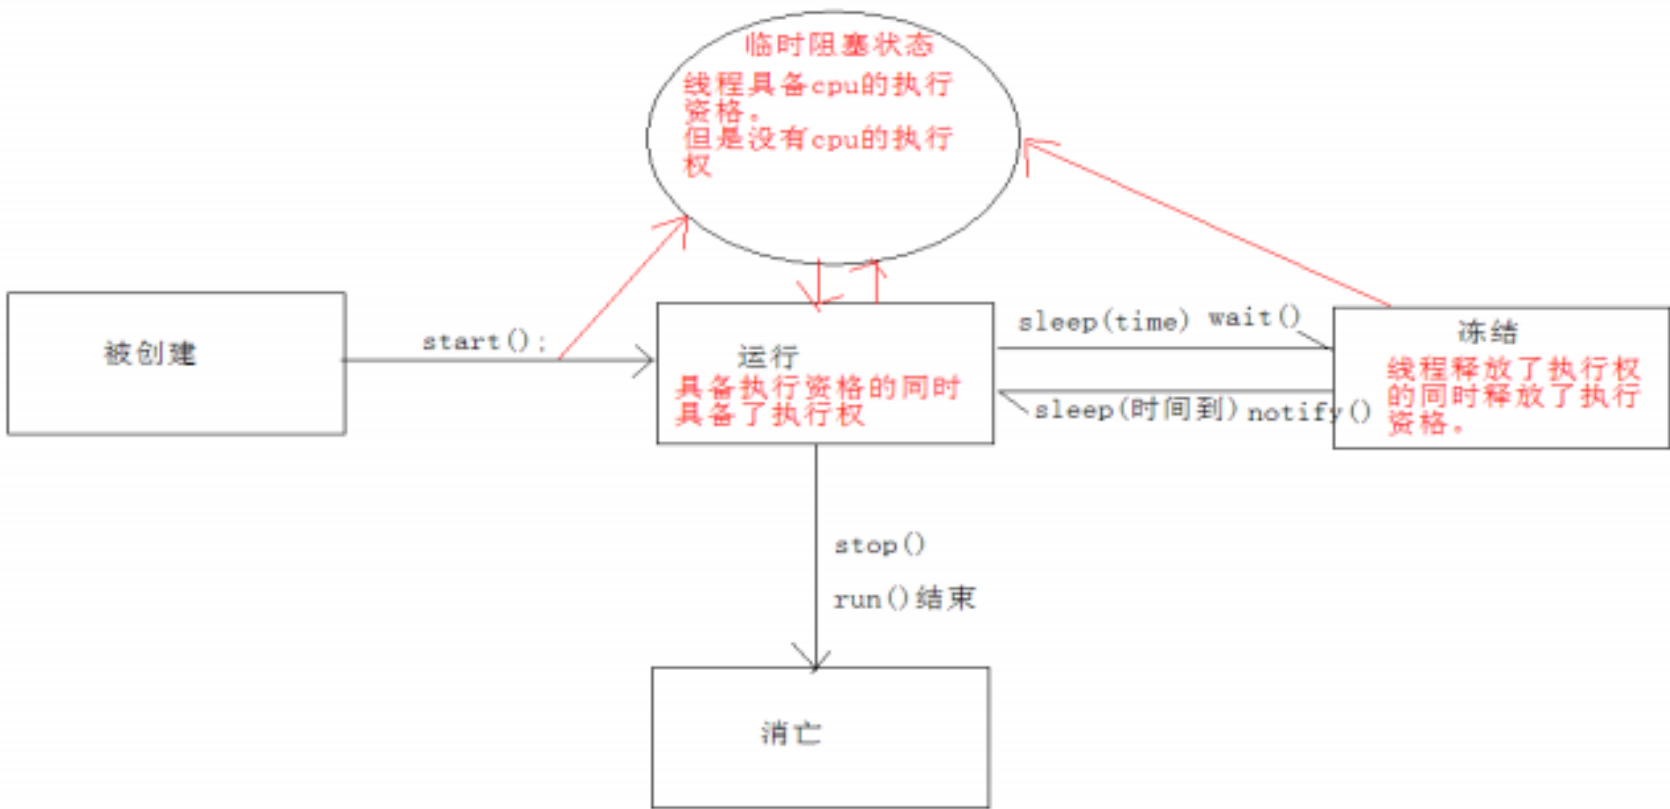 临时阻塞状态
线程具备cpu的执行
资格。
但是没有cpu的执行
权
被创建
start();
运行
具备执行资格的同时
具备了执行权
sleep(time) wait()
sleep(时间到) notify()
冻结
线程释放了执行权
的同时释放了执行
资格。
stop()
run()结束
消亡